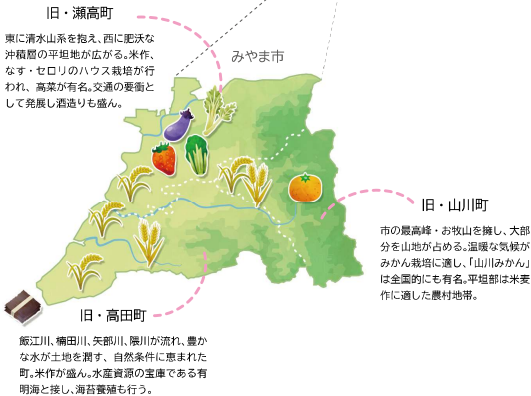 旧・瀬高町
東に清水山系を抱え、西に肥沃な
沖積層の平坦地が広がる。米作、
なす・セロリのハウス栽培が行
われ、高菜が有名。交通の要衝と
して発展し酒造りも盛ん。
みやま市
旧・山川町
市の最高峰・お牧山を擁し、大部
分を山地が占める。温暖な気候が
みかん栽培に適し、「山川みかん」
は全国的にも有名。平坦部は米麦
作に適した農村地帯。
旧・高田町
飯江川、楠田川、矢部川、隈川が流れ、豊か
な水が土地を潤す、自然条件に恵まれた
町。米作が盛ん。水産資源の宝庫である有
明海と接し、海苔養殖も行う。